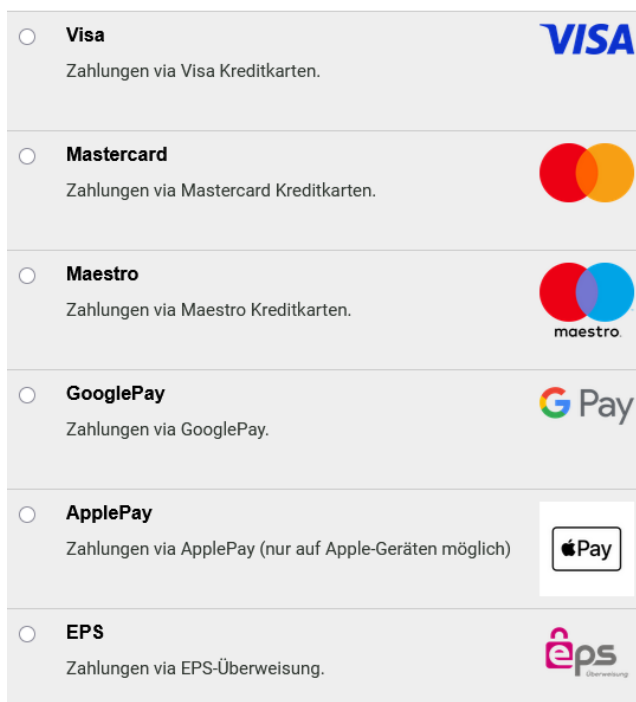 Visa
VISA
Zahlungen via Visa Kreditkarten.
Mastercard
Zahlungen via Mastercard Kreditkarten.
Maestro
Zahlungen via Maestro Kreditkarten.
maestro.
GooglePay
G Pay
Zahlungen via GooglePay.
ApplePay
Zahlungen via ApplePay (nur auf Apple-Geräten möglich)
Pay
EPS
eps
Zahlungen via EPS-Überweisung.
Überweisung